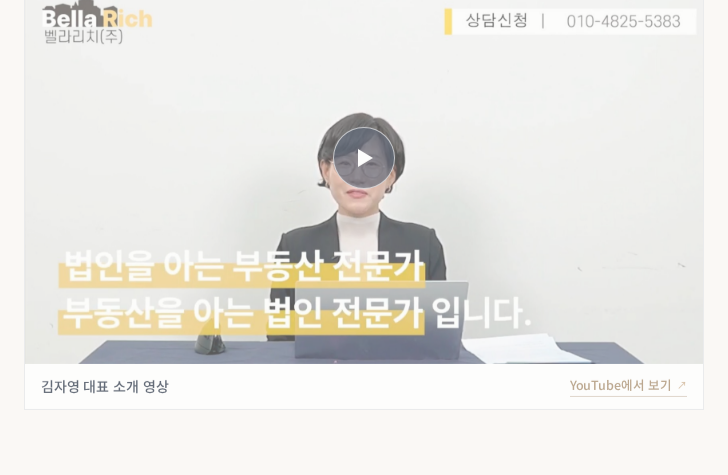 Bella Rich
벨라리치(주)
상담신청 | 010-4825-5383
법인을 아는 부동산 전문가
부동산을 아는 법인 전문가 입니다.
김자영 대표 소개 영상
YouTube에서 보기 ↗